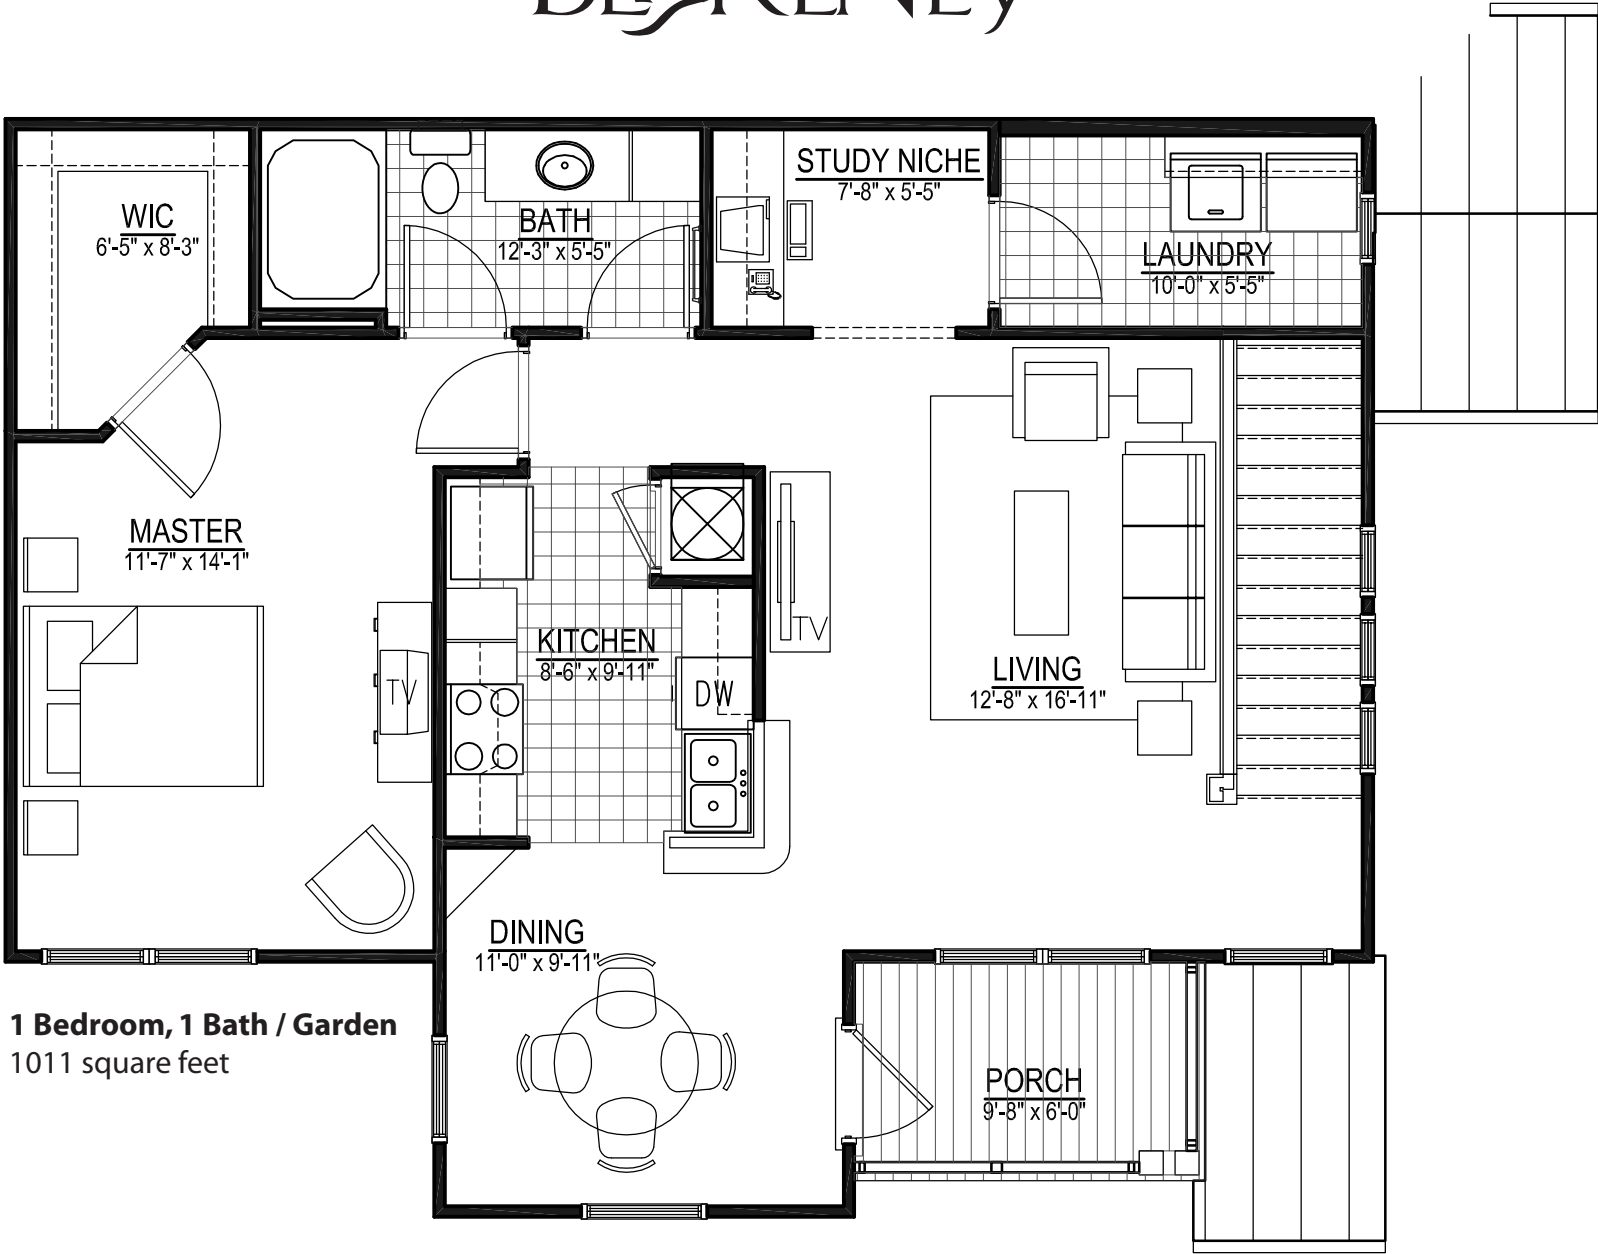 WIC
6'-5" x 8'-3"
BATH
12'-3" x 5'-5"
STUDY NICHE
7'-8" x 5'-5"
LAUNDRY
10'-0" x 5'-5"
MASTER
11'-7" x 14'-1"
TV
KITCHEN
8'-6" x 9'-11"
DW
TV
LIVING
12'-8" x 16'-11"
DINING
11'-0" x 9'-11"
PORCH
9'-8" x 6'-0"
1 Bedroom, 1 Bath / Garden
1011 square feet